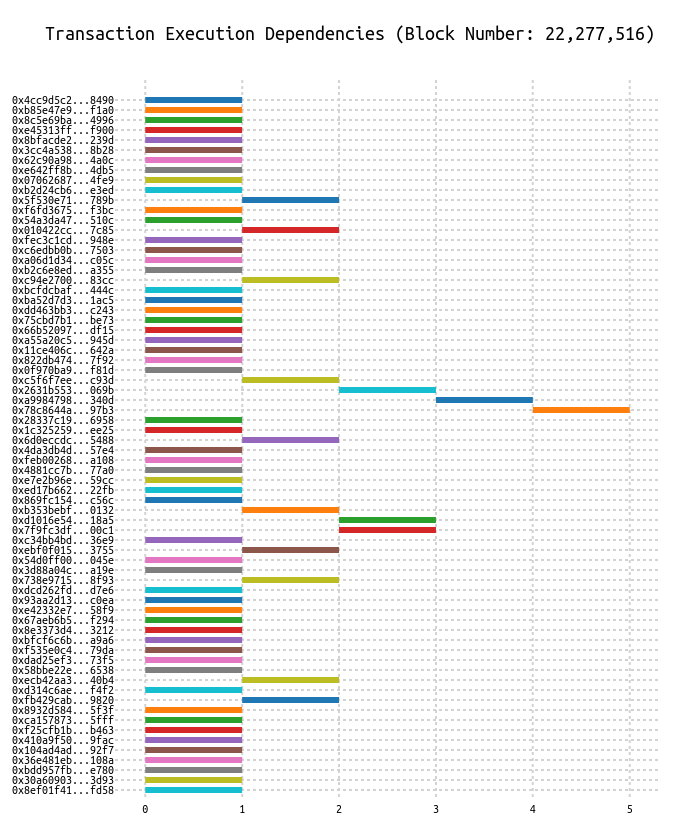 Transaction Execution Dependencies (Block Number: 22,277,516)
0x4cc9d5c2...8490
0xb85e47e9...f1a0
0x8c5e69ba...4996
0xe45313ff...f900
0x8bfacde2...239d
0x3cc4a538...8b28
0x62c90a98...4a0c
0xe642ff8b...4db5
0x07062687...4fe9
0xb2d24cb6...e3ed
0x5f530e71...789b
0xf6fd3675...f3bc
0x54a3da47...510c
0x010422cc...7c85
0xfec3c1cd...948e
0xc6edbb0b...7503
0xa06d1d34...c05c
0xb2c6e8ed...a355
0xc94e2700...83cc
0xbcfdcbaf...444c
0xba52d7d3...1ac5
0xdd463bb3...c243
0x75cbd7b1...be73
0x66b52097...df15
0xa55a20c5...945d
0x11ce406c...642a
0x822db474...7f92
0x0f970ba9...f81d
0xc5f6f7ee...c93d
0x2631b553...069b
0xa9984798...340d
0x78c8644a...97b3
0x28337c19...6958
0x1c325259...ee25
0x6d0eccdc...5488
0x4da3db4d...57e4
0xfeb00268...a108
0x4881cc7b...77a0
0xe7e2b96e...59cc
0xed17b662...22fb
0x869fc154...c56c
0xb353bebf...0132
0xd1016e54...18a5
0x7f9fc3df...00c1
0xc34bb4bd...36e9
0xebf0f015...3755
0x54d0ff00...045e
0x3d88a04c...a19e
0x738e9715...8f93
0xdcd262fd...d7e6
0x93aa2d13...c0ea
0xe42332e7...58f9
0x67aeb6b5...f294
0x8e3373d4...3212
0xbfcf6c6b...a9a6
0xf535e0c4...79da
0xdad25ef3...73f5
0x58bbe22e...6538
0xecb42aa3...40b4
0xd314c6ae...f4f2
0xfb429cab...9820
0x8932d584...5f3f
0xca157873...5fff
0xf25cfb1b...b463
0x410a9f50...9fac
0x104ad4ad...92f7
0x36e481eb...108a
0xbdd957fb...e780
0x30a60903...3d93
0x8ef01f41...fd58
0 1 2 3 4 5